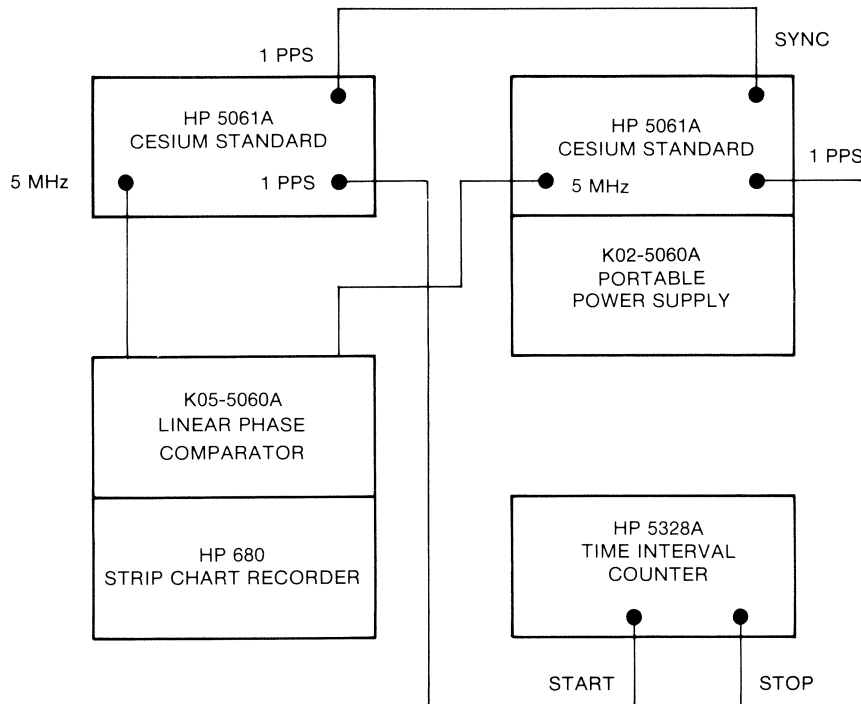 1 PPS
SYNC
HP 5061A
CESIUM STANDARD
5 MHz
1 PPS
HP 5061A
CESIUM STANDARD
1 PPS
5 MHz
K02-5060A
PORTABLE
POWER SUPPLY
K05-5060A
LINEAR PHASE
COMPARATOR
HP 680
STRIP CHART RECORDER
HP 5328A
TIME INTERVAL
COUNTER
START
STOP